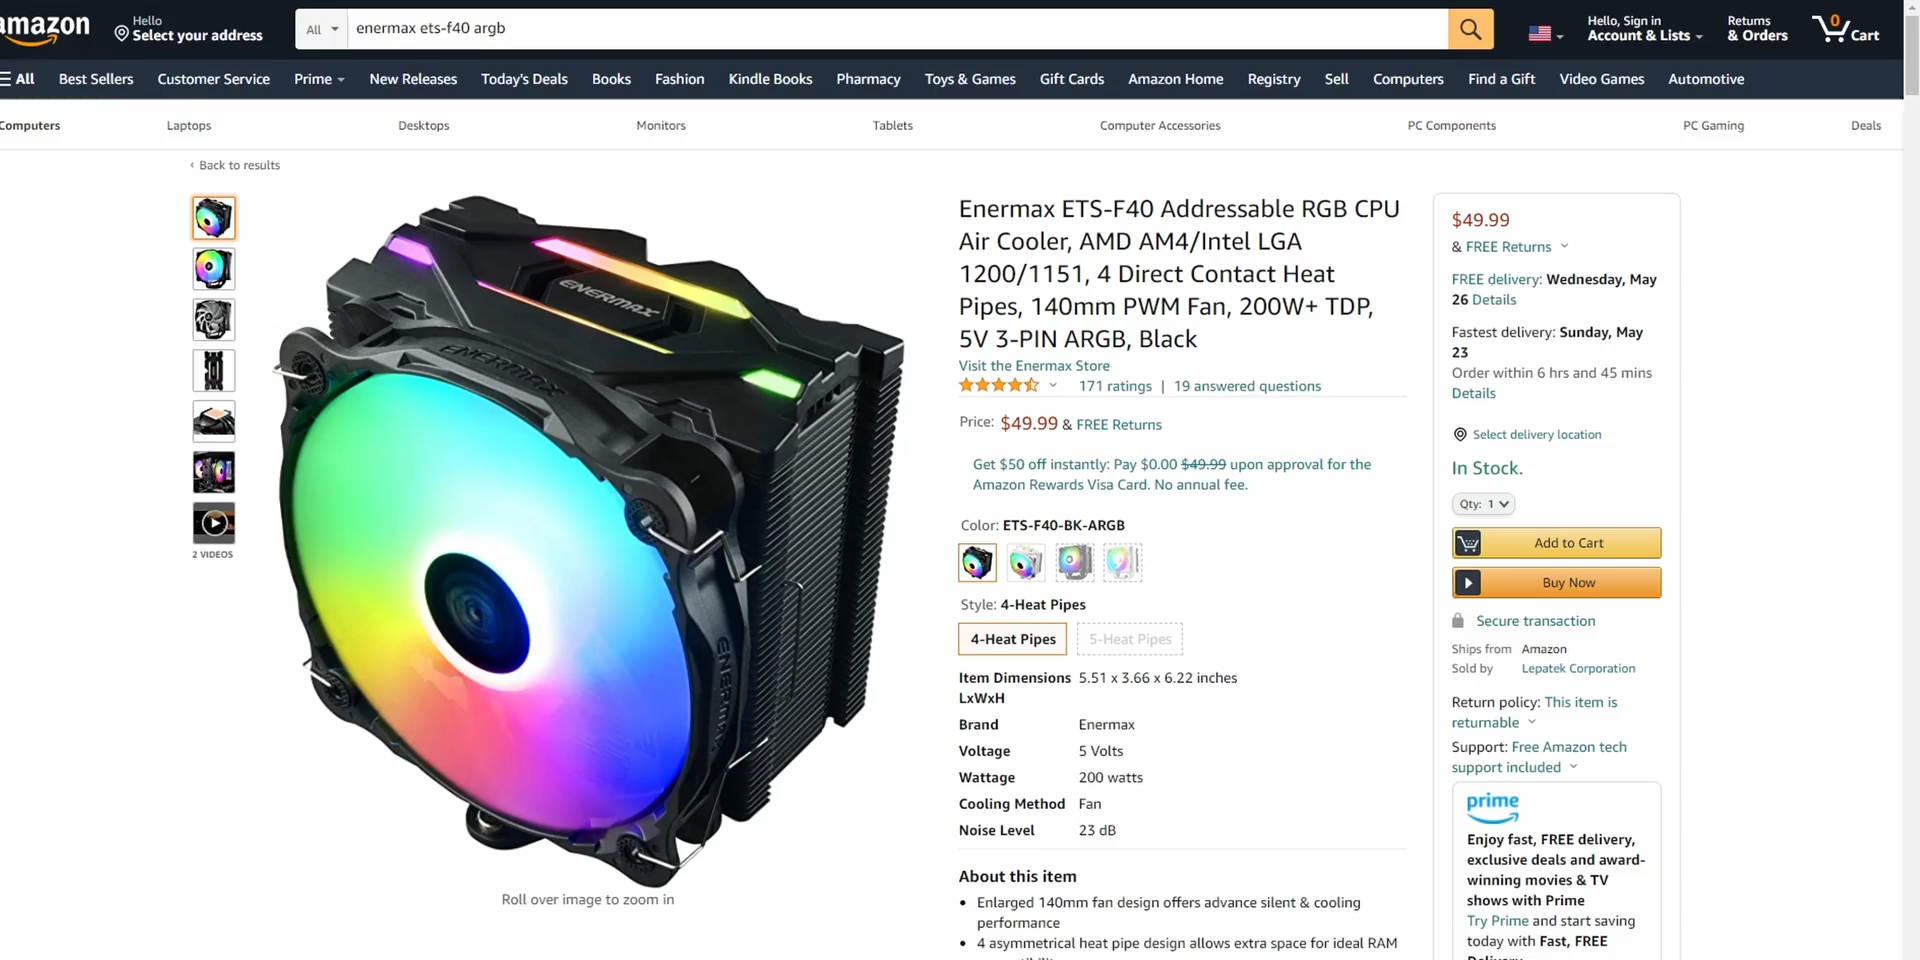 amazon
Hello
Select your address
All
enermax ets-f40 argb
Hello, Sign in
Account & Lists
Returns
& Orders
0
Cart
All
Best Sellers
Customer Service
Prime
New Releases
Today's Deals
Books
Fashion
Kindle Books
Pharmacy
Toys & Games
Gift Cards
Amazon Home
Registry
Sell
Computers
Find a Gift
Video Games
Automotive
Computers
Laptops
Desktops
Monitors
Tablets
Computer Accessories
PC Components
PC Gaming
Deals
‹ Back to results
2 VIDEOS
ENERMAX
ENERMAX
ENERMAX
Roll over image to zoom in
Enermax ETS-F40 Addressable RGB CPU
Air Cooler, AMD AM4/Intel LGA
1200/1151, 4 Direct Contact Heat
Pipes, 140mm PWM Fan, 200W+ TDP,
5V 3-PIN ARGB, Black
Visit the Enermax Store
171 ratings | 19 answered questions
Price: $49.99 & FREE Returns
Get $50 off instantly: Pay $0.00 $49.99 upon approval for the
Amazon Rewards Visa Card. No annual fee.
Color: ETS-F40-BK-ARGB
Style: 4-Heat Pipes
4-Heat Pipes
5-Heat Pipes
Item Dimensions 5.51 x 3.66 x 6.22 inches
LxWxH
Brand Enermax
Voltage 5 Volts
Wattage 200 watts
Cooling Method Fan
Noise Level 23 dB
About this item
• Enlarged 140mm fan design offers advance silent & cooling
performance
• 4 asymmetrical heat pipe design allows extra space for ideal RAM
$49.99
& FREE Returns
FREE delivery: Wednesday, May
26 Details
Fastest delivery: Sunday, May
23
Order within 6 hrs and 45 mins
Details
Select delivery location
In Stock.
Qty: 1
Add to Cart
Buy Now
Secure transaction
Ships from Amazon
Sold by Lepatek Corporation
Return policy: This item is
returnable
Support: Free Amazon tech
support included
prime
Enjoy fast, FREE delivery,
exclusive deals and award-
winning movies & TV
shows with Prime
Try Prime and start saving
today with Fast, FREE